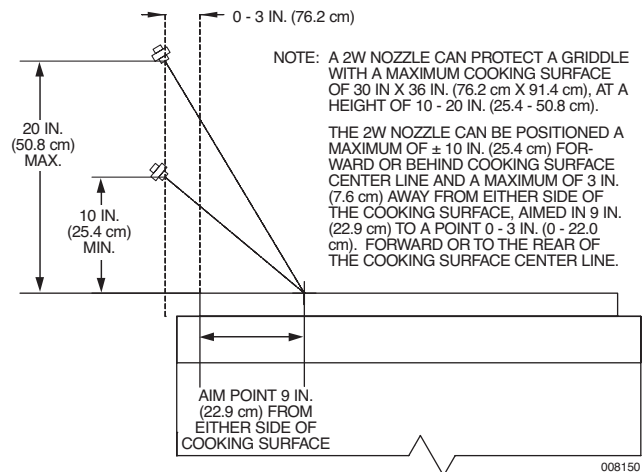 0 - 3 IN. (76.2 cm)
NOTE: A 2W NOZZLE CAN PROTECT A GRIDDLE
WITH A MAXIMUM COOKING SURFACE
OF 30 IN X 36 IN. (76.2 cm X 91.4 cm), AT A
HEIGHT OF 10 - 20 IN. (25.4 - 50.8 cm).
THE 2W NOZZLE CAN BE POSITIONED A
MAXIMUM OF ± 10 IN. (25.4 cm) FOR-
WARD OR BEHIND COOKING SURFACE
CENTER LINE AND A MAXIMUM OF 3 IN.
(7.6 cm) AWAY FROM EITHER SIDE OF
THE COOKING SURFACE, AIMED IN 9 IN.
(22.9 cm) TO A POINT 0 - 3 IN. (0 - 22.0
cm). FORWARD OR TO THE REAR OF
THE COOKING SURFACE CENTER LINE.
20 IN.
(50.8 cm)
MAX.
10 IN.
(25.4 cm)
MIN.
AIM POINT 9 IN.
(22.9 cm) FROM
EITHER SIDE OF
COOKING SURFACE
008150